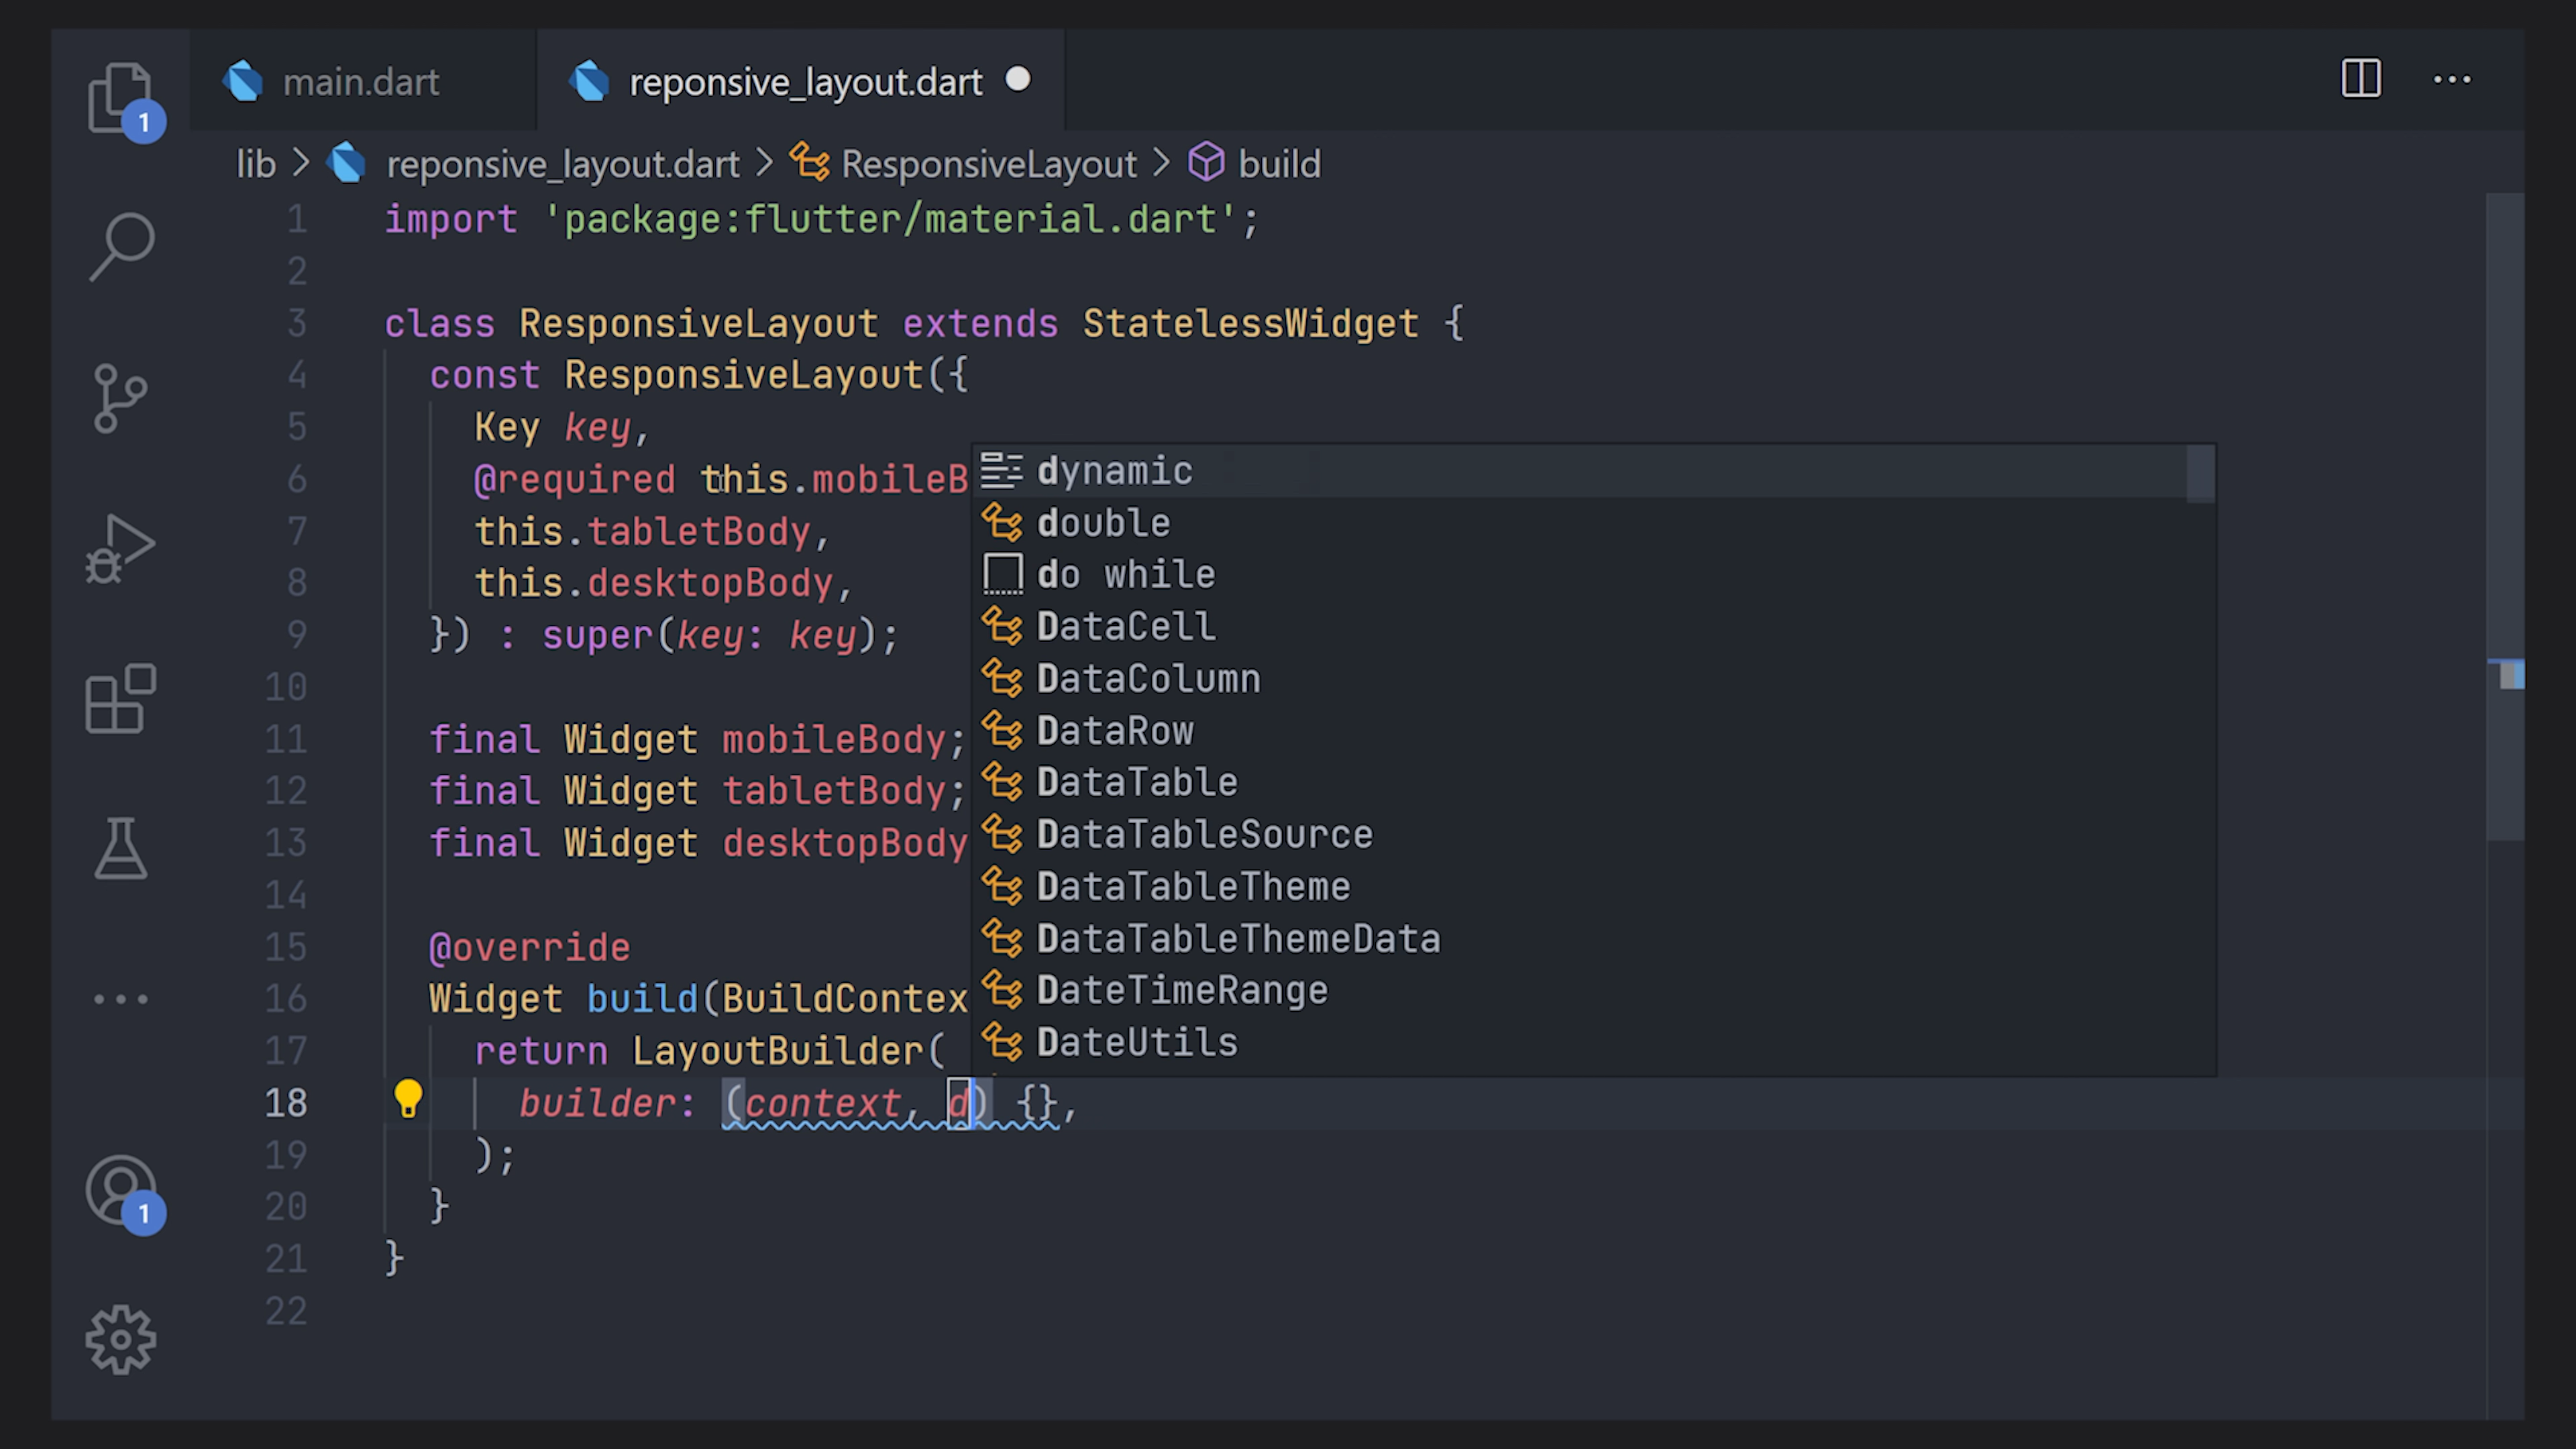 main.dart
reponsive_layout.dart
1
lib > reponsive_layout.dart > ResponsiveLayout > build
1 import 'package:flutter/material.dart';
2
3 class ResponsiveLayout extends StatelessWidget {
4 const ResponsiveLayout({
5 Key key,
6 @required this.mobileB
7 this.tabletBody,
8 this.desktopBody,
9 }) : super(key: key);
10
11 final Widget mobileBody;
12 final Widget tabletBody;
13 final Widget desktopBody
14
15 @override
16 Widget build(BuildContex
17 return LayoutBuilder(
18 builder: (context, d) {},
19 );
20 }
21 }
22
dynamic
double
do while
DataCell
DataColumn
DataRow
DataTable
DataTableSource
DataTableTheme
DataTableThemeData
DateTimeRange
DateUtils
1